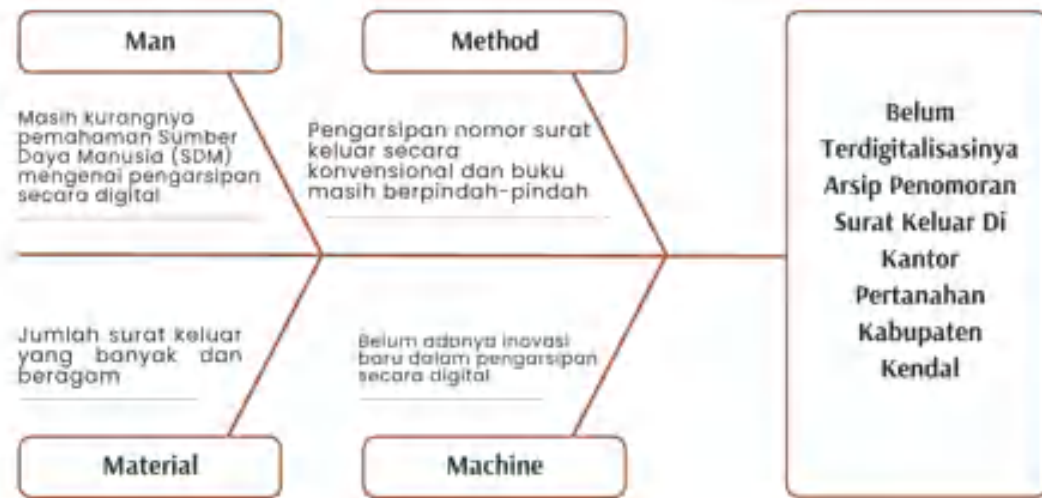 Man
Method
Masih kurangnya
pemahaman Sumber
Daya Manusia (SDM)
mengenai pengarsipan
secara digital
Pengarsipan nomor surat
keluar secara
konvensional dan buku
masih berpindah-pindah
Belum
Terdigitalisasinya
Arsip Penomoran
Surat Keluar Di
Kantor
Pertanahan
Kabupaten
Kendal
Jumlah surat keluar
yang banyak dan
beragam
Belum adanya inovasi
baru dalam pengarsipan
secara digital
Material
Machine